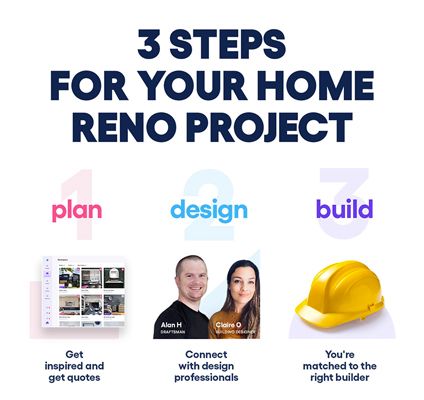 3 STEPS
FOR YOUR HOME
RENO PROJECT
1
2
3
plan
design
build
Alan H
DRAFTSMAN
Claire O
BUILDING DESIGNER
Get
inspired and
get quotes
Connect
with design
professionals
You're
matched to the
right builder